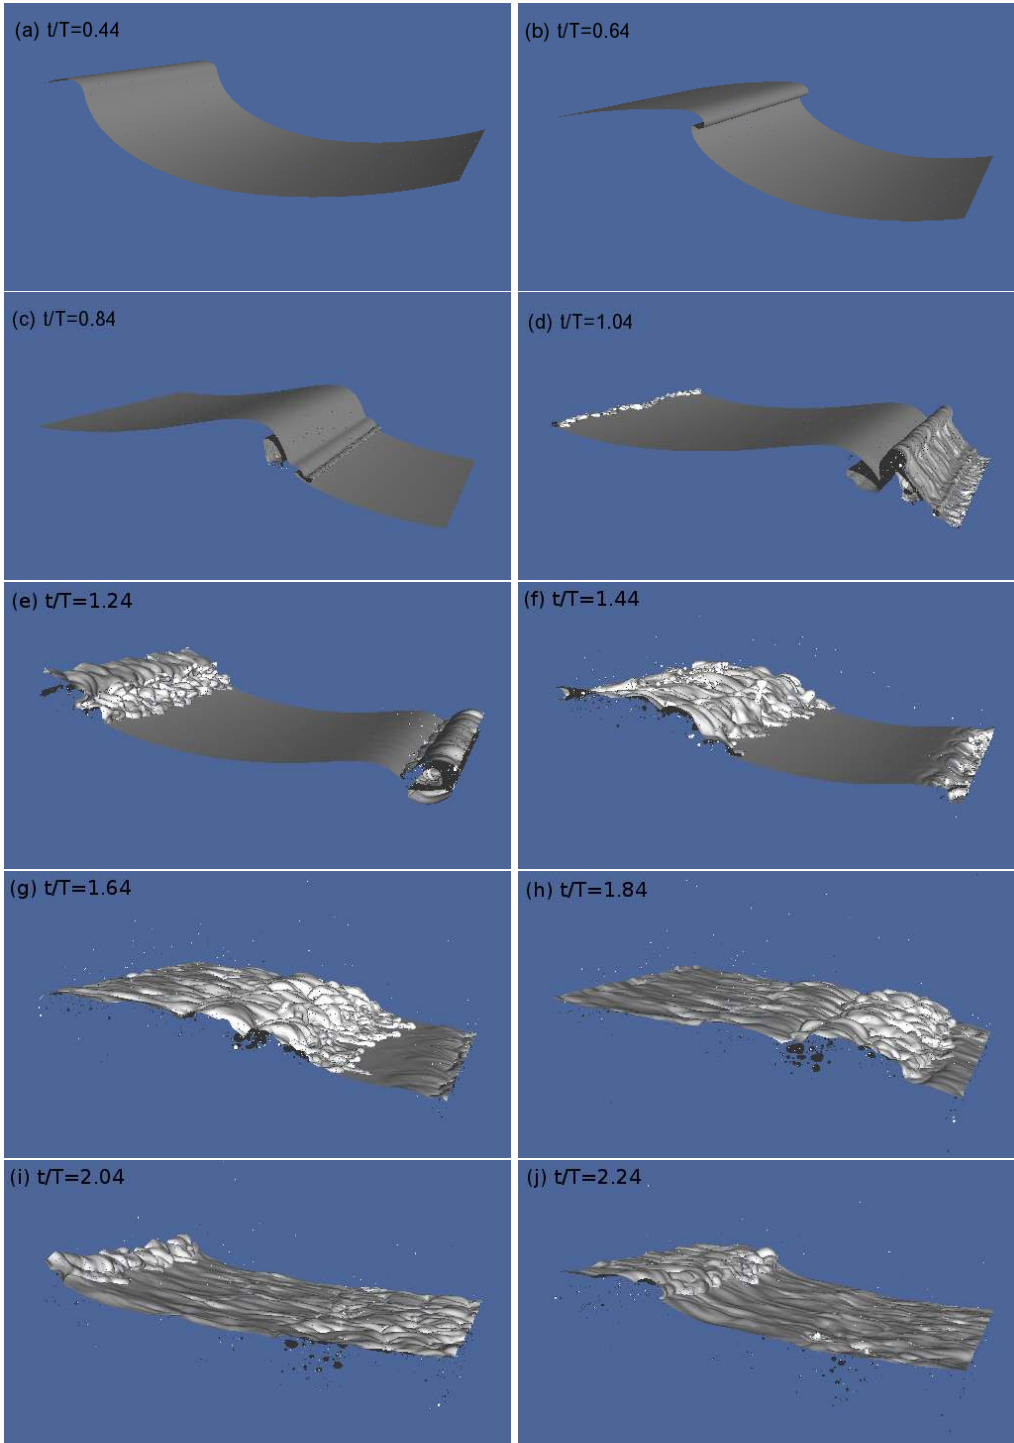 (a) t/T=0.44
(b) t/T=0.64
(c) t/T=0.84
(d) t/T=1.04
(e) t/T=1.24
(f) t/T=1.44
(g) t/T=1.64
(h) t/T=1.84
(i) t/T=2.04
(j) t/T=2.24